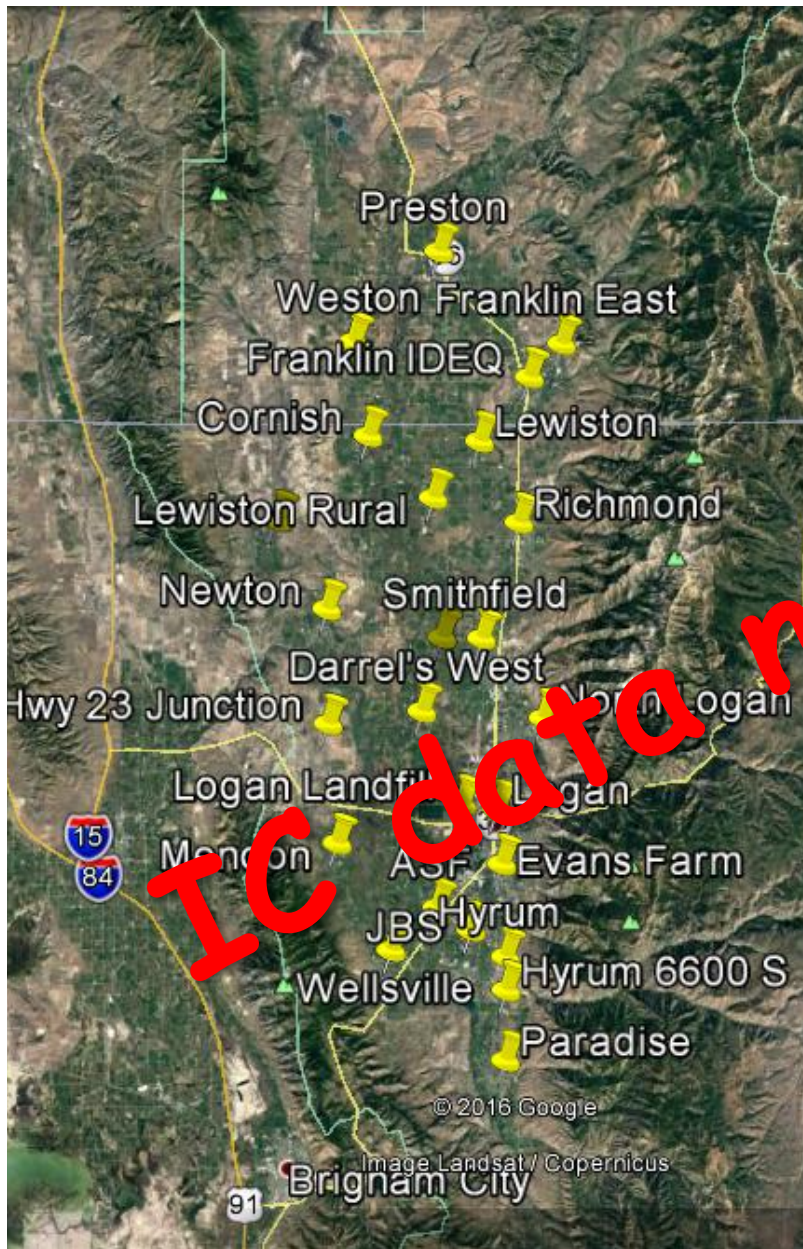 Preston
Weston
Franklin East
Franklin IDEQ
Cornish
Lewiston
Lewiston Rural
Richmond
Newton
Smithfield
Darrel's West
Hwy 23 Junction
North Logan
Logan Landfill
Logan
15
84
Mendon
ASF
Evans Farm
JBS
Hyrum
Wellsville
Hyrum 6600 S
Paradise
© 2016 Google
Image Landsat / Copernicus
Brigham City
91
IC data